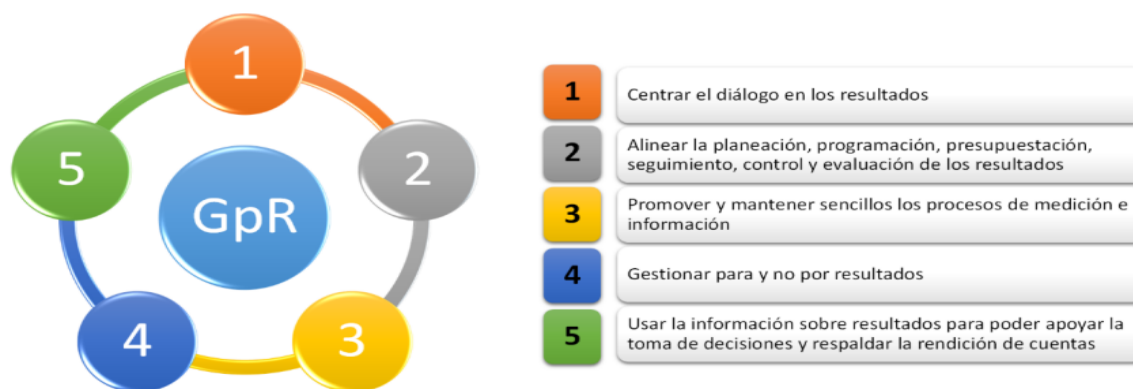 1
2
3
4
5
GpR
1
Centrar el diálogo en los resultados
2
Alinear la planeación, programación, presupuestación,
seguimiento, control y evaluación de los resultados
3
Promover y mantener sencillos los procesos de medición e
información
4
Gestionar para y no por resultados
5
Usar la información sobre resultados para poder apoyar la
toma de decisiones y respaldar la rendición de cuentas